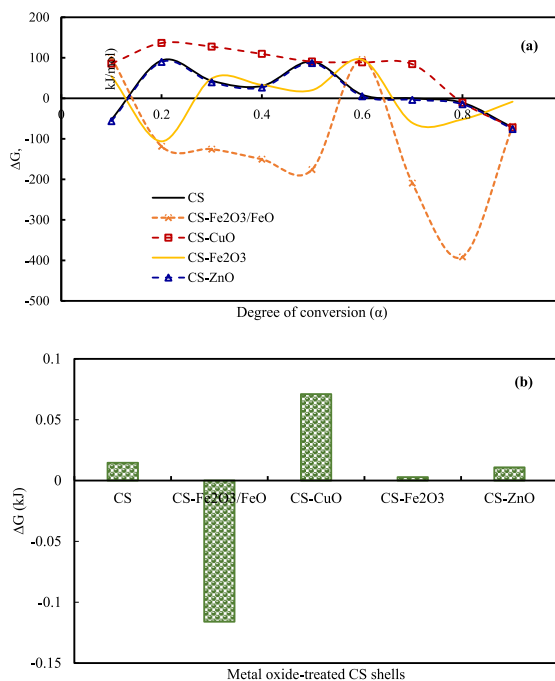 200
(a)
100
0
-100
-200
-300
-400
-500
ΔG,
kJ/mol)
0
0.2
0.4
0.6
0.8
CS
CS-Fe2O3/FeO
CS-CuO
CS-Fe2O3
CS-ZnO
Degree of conversion (α)
0.1
(b)
0.05
0
-0.05
-0.1
-0.15
ΔG (kJ)
CS CS-Fe2O3/FeO CS-CuO CS-Fe2O3 CS-ZnO
Metal oxide-treated CS shells